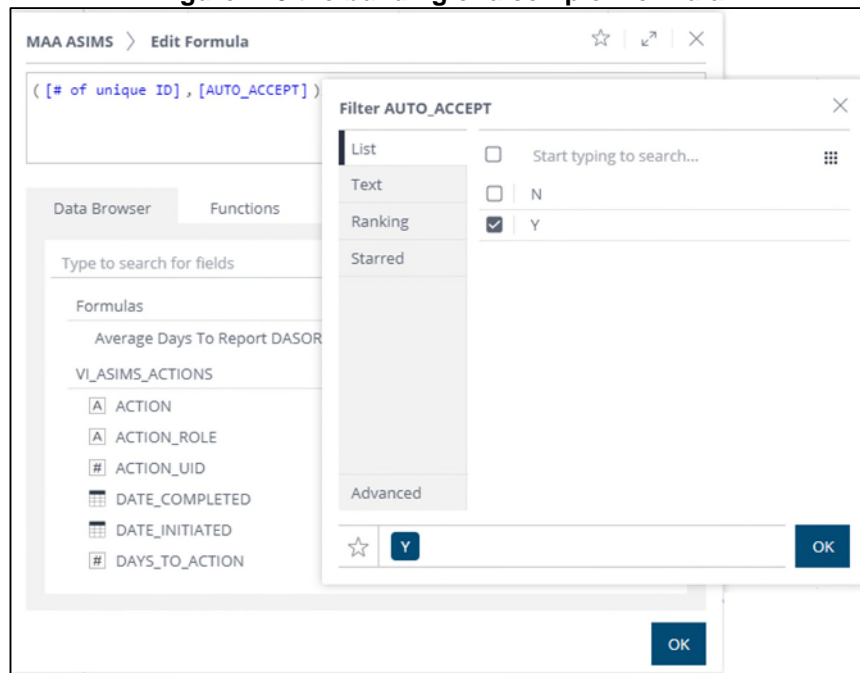 MAA ASIMS > Edit Formula
([# of unique ID],[AUTO_ACCEPT])
Filter AUTO_ACCEPT
List
Start typing to search...
Text
N
Ranking
Y
Starred
Data Browser Functions
Type to search for fields
Formulas
Average Days To Report DASOR
VI_ASIMS_ACTIONS
A ACTION
A ACTION_ROLE
# ACTION_UID
DATE_COMPLETED
DATE_INITIATED
# DAYS_TO_ACTION
Advanced
Y
OK
OK